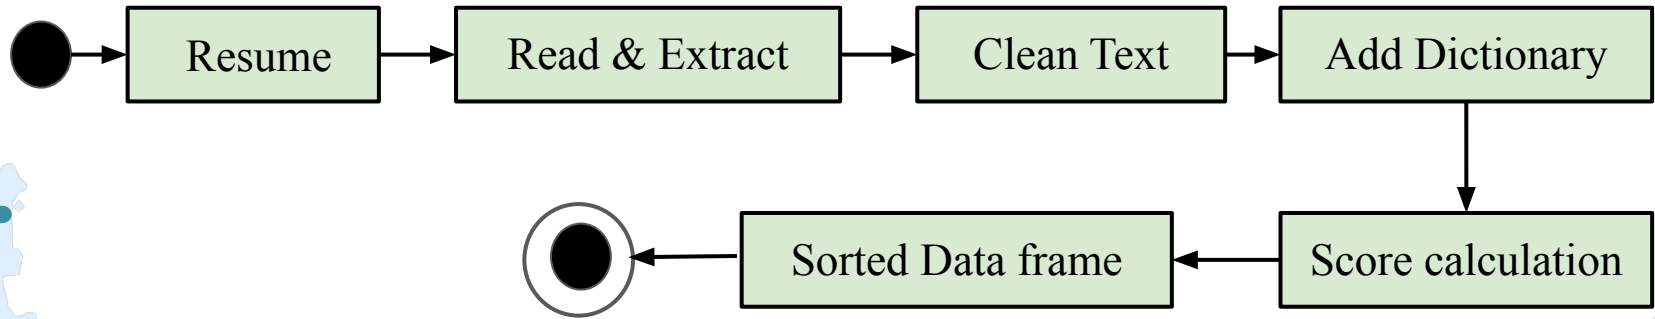 Resume
Read & Extract
Clean Text
Add Dictionary
Score calculation
Sorted Data frame